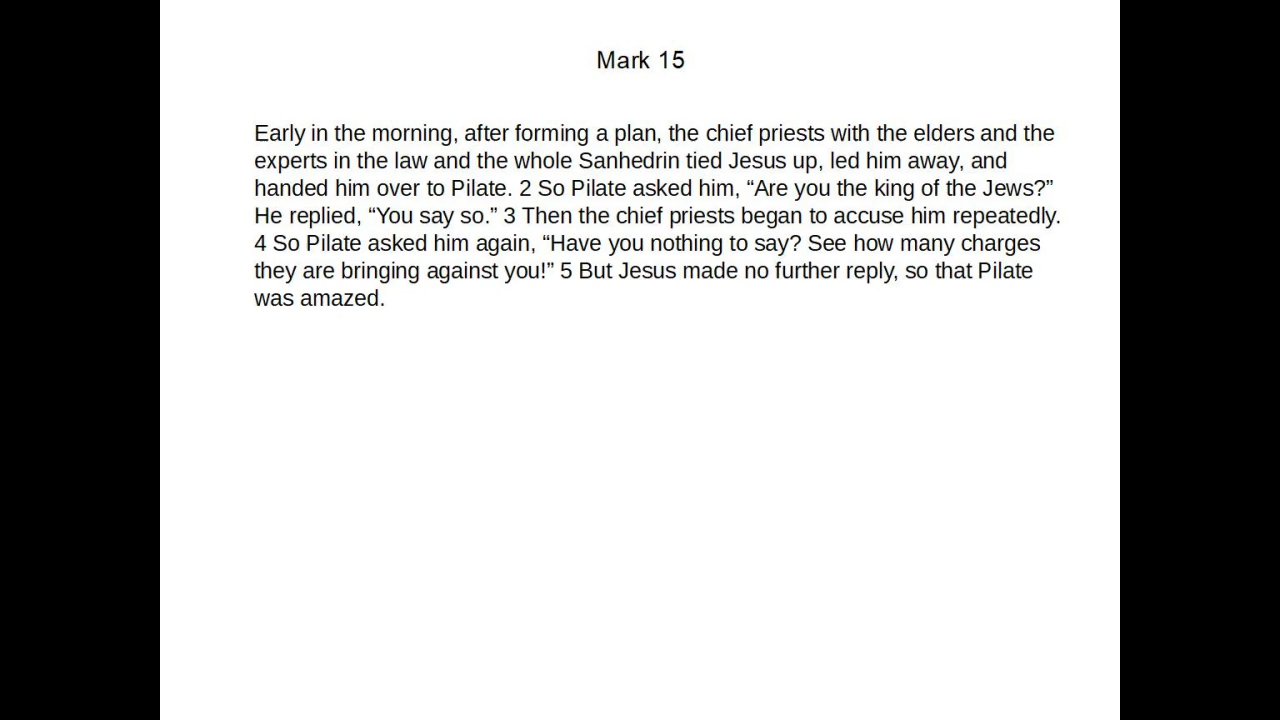 Mark 15
Early in the morning, after forming a plan, the chief priests with the elders and the
experts in the law and the whole Sanhedrin tied Jesus up, led him away, and
handed him over to Pilate. 2 So Pilate asked him, “Are you the king of the Jews?”
He replied, “You say so.” 3 Then the chief priests began to accuse him repeatedly.
4 So Pilate asked him again, “Have you nothing to say? See how many charges
they are bringing against you!” 5 But Jesus made no further reply, so that Pilate
was amazed.